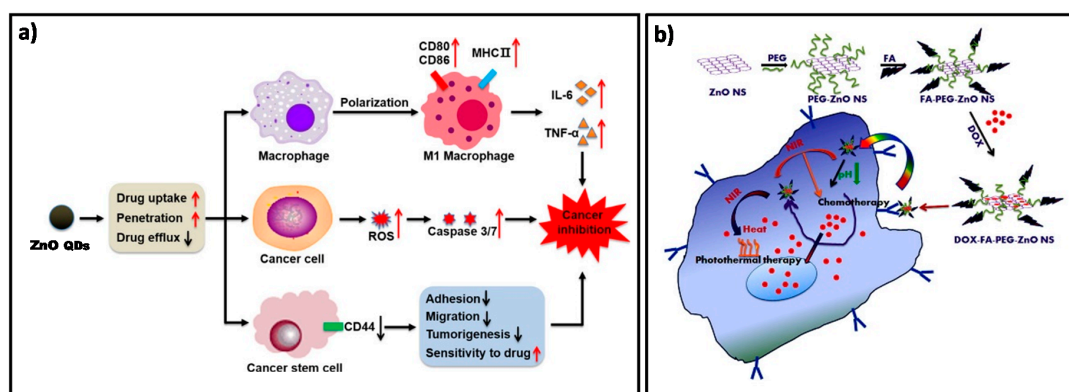 a)
CD80
CD86
MHC II
Polarization
IL-6
TNF-α
Macrophage
M1 Macrophage
Drug uptake
Penetration
Drug efflux
ZnO QDs
ROS
Caspase 3/7
Cancer
inhibition
Cancer cell
CD44
Adhesion
Migration
Tumorigenesis
Sensitivity to drug
Cancer stem cell
b)
PEG
FA
ZnO NS
PEG-ZnO NS
FA-PEG-ZnO NS
DOX
NIR
pH
NIR
Chemotherapy
Heat
Photothermal therapy
DOX-FA-PEG-ZnO NS